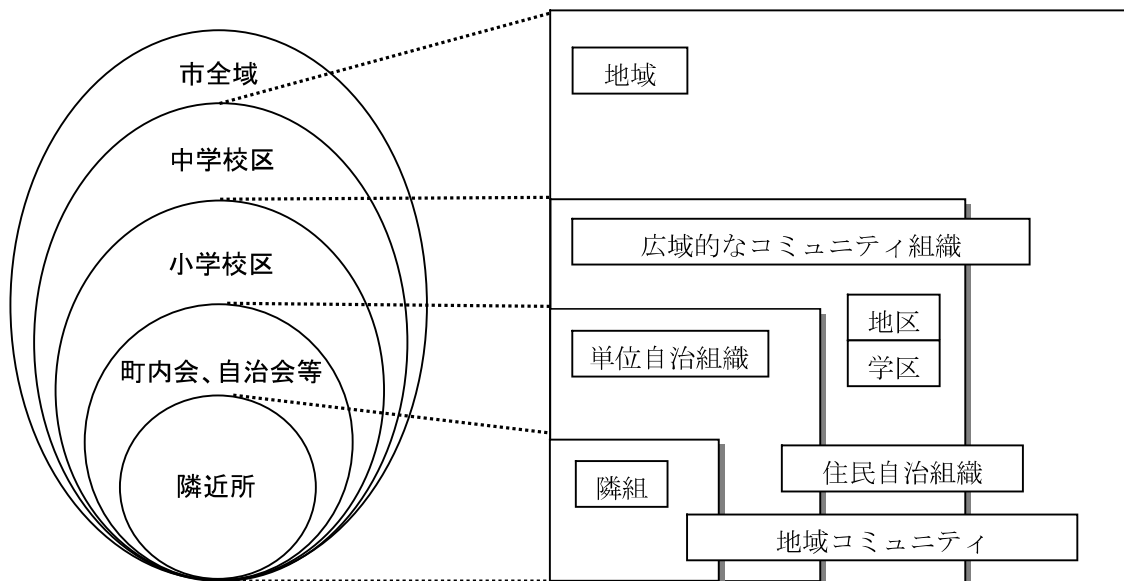 市全域
中学校区
小学校区
町内会、自治会等
隣近所
地域
広域的なコミュニティ組織
地区
学区
単位自治組織
住民自治組織
隣組
地域コミュニティ